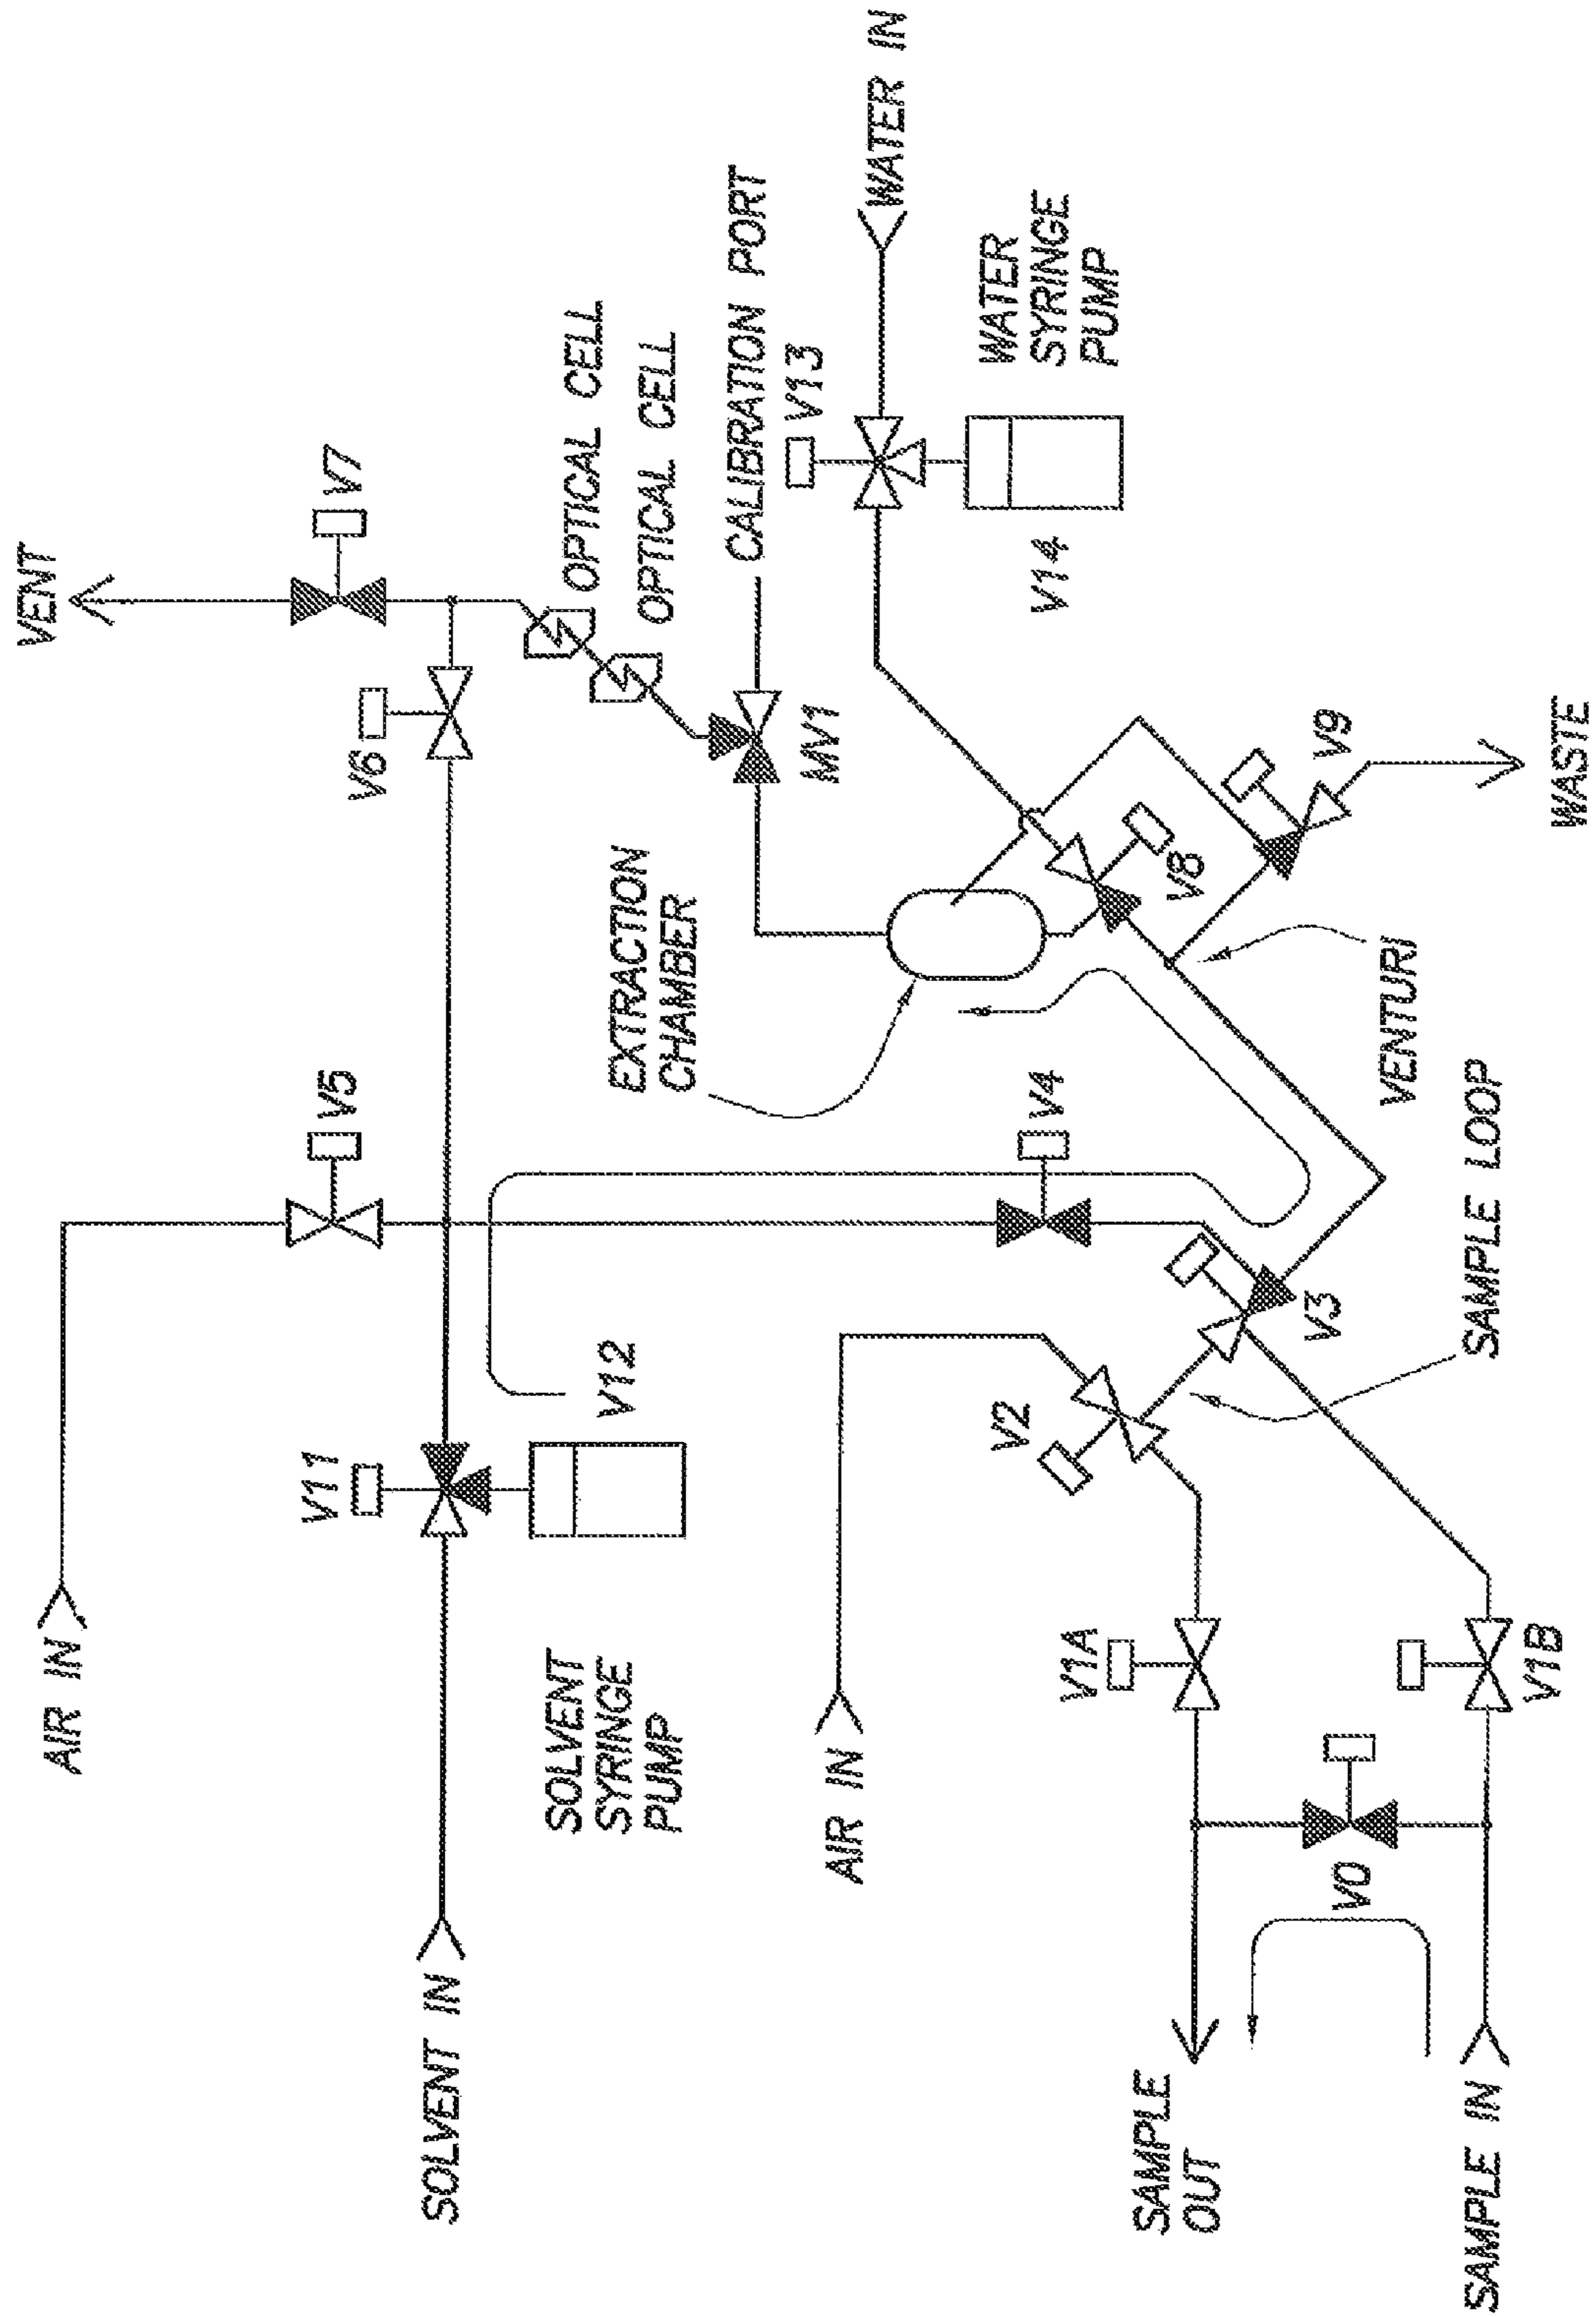 VENT
V7
V6
OPTICAL CELL
OPTICAL CELL
CALIBRATION PORT
MV1
V13
WATER IN
WATER
SYRINGE
PUMP
V14
AIR IN
V5
V11
V12
SOLVENT IN
SOLVENT
SYRINGE
PUMP
EXTRACTION
CHAMBER
V4
V8
V9
WASTE
VENTURI
AIR IN
V2
V3
SAMPLE LOOP
V1A
V1B
V0
SAMPLE
OUT
SAMPLE IN